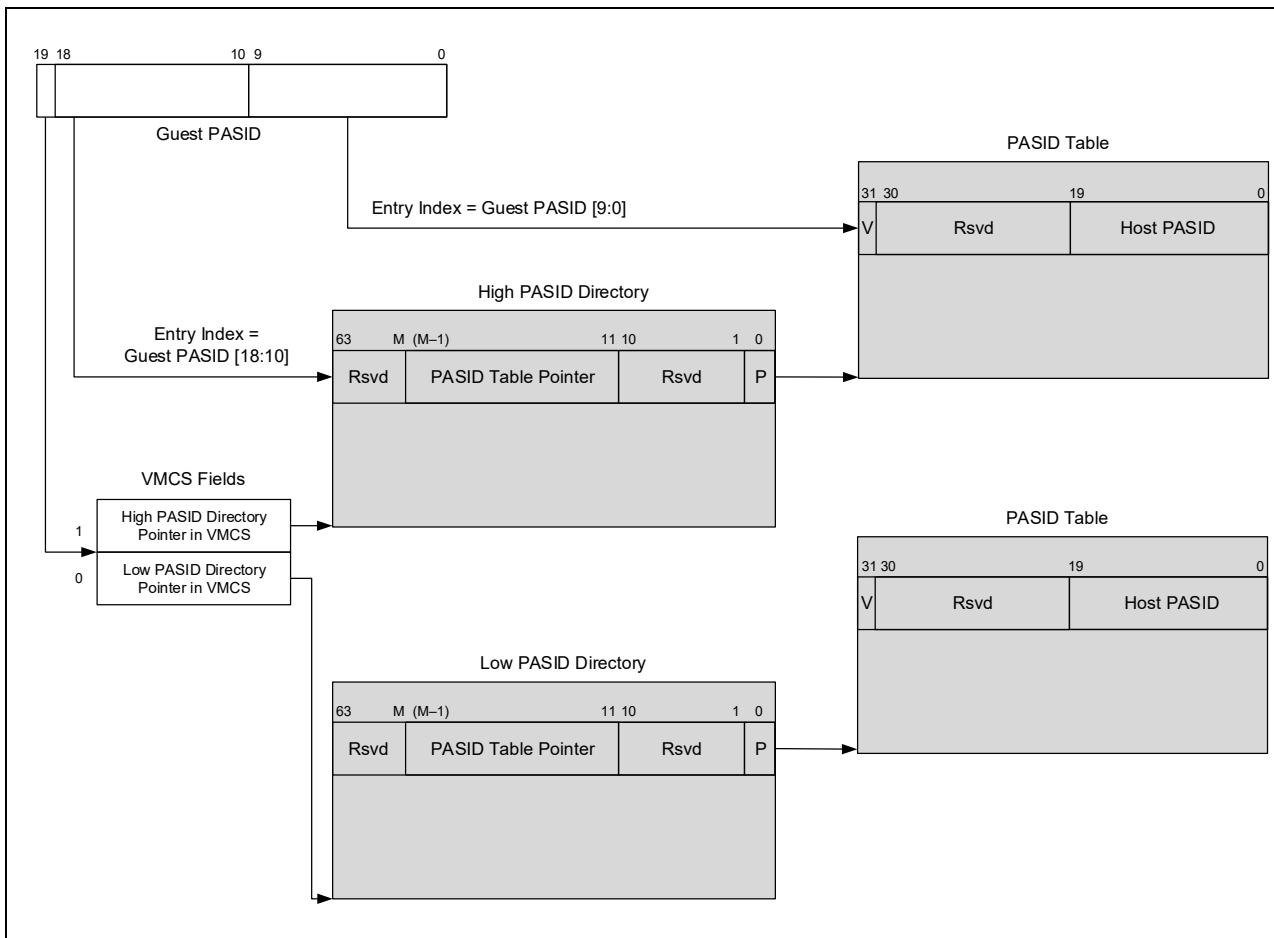 19 18 10 9 0
Guest PASID
PASID Table
31 30 19 0
V Rsvd Host PASID
Entry Index = Guest PASID [9:0]
High PASID Directory
Entry Index =
Guest PASID [18:10]
63 M (M–1) 11 10 1 0
Rsvd PASID Table Pointer Rsvd P
VMCS Fields
1
High PASID Directory
Pointer in VMCS
0
Low PASID Directory
Pointer in VMCS
PASID Table
31 30 19 0
V Rsvd Host PASID
Low PASID Directory
63 M (M–1) 11 10 1 0
Rsvd PASID Table Pointer Rsvd P